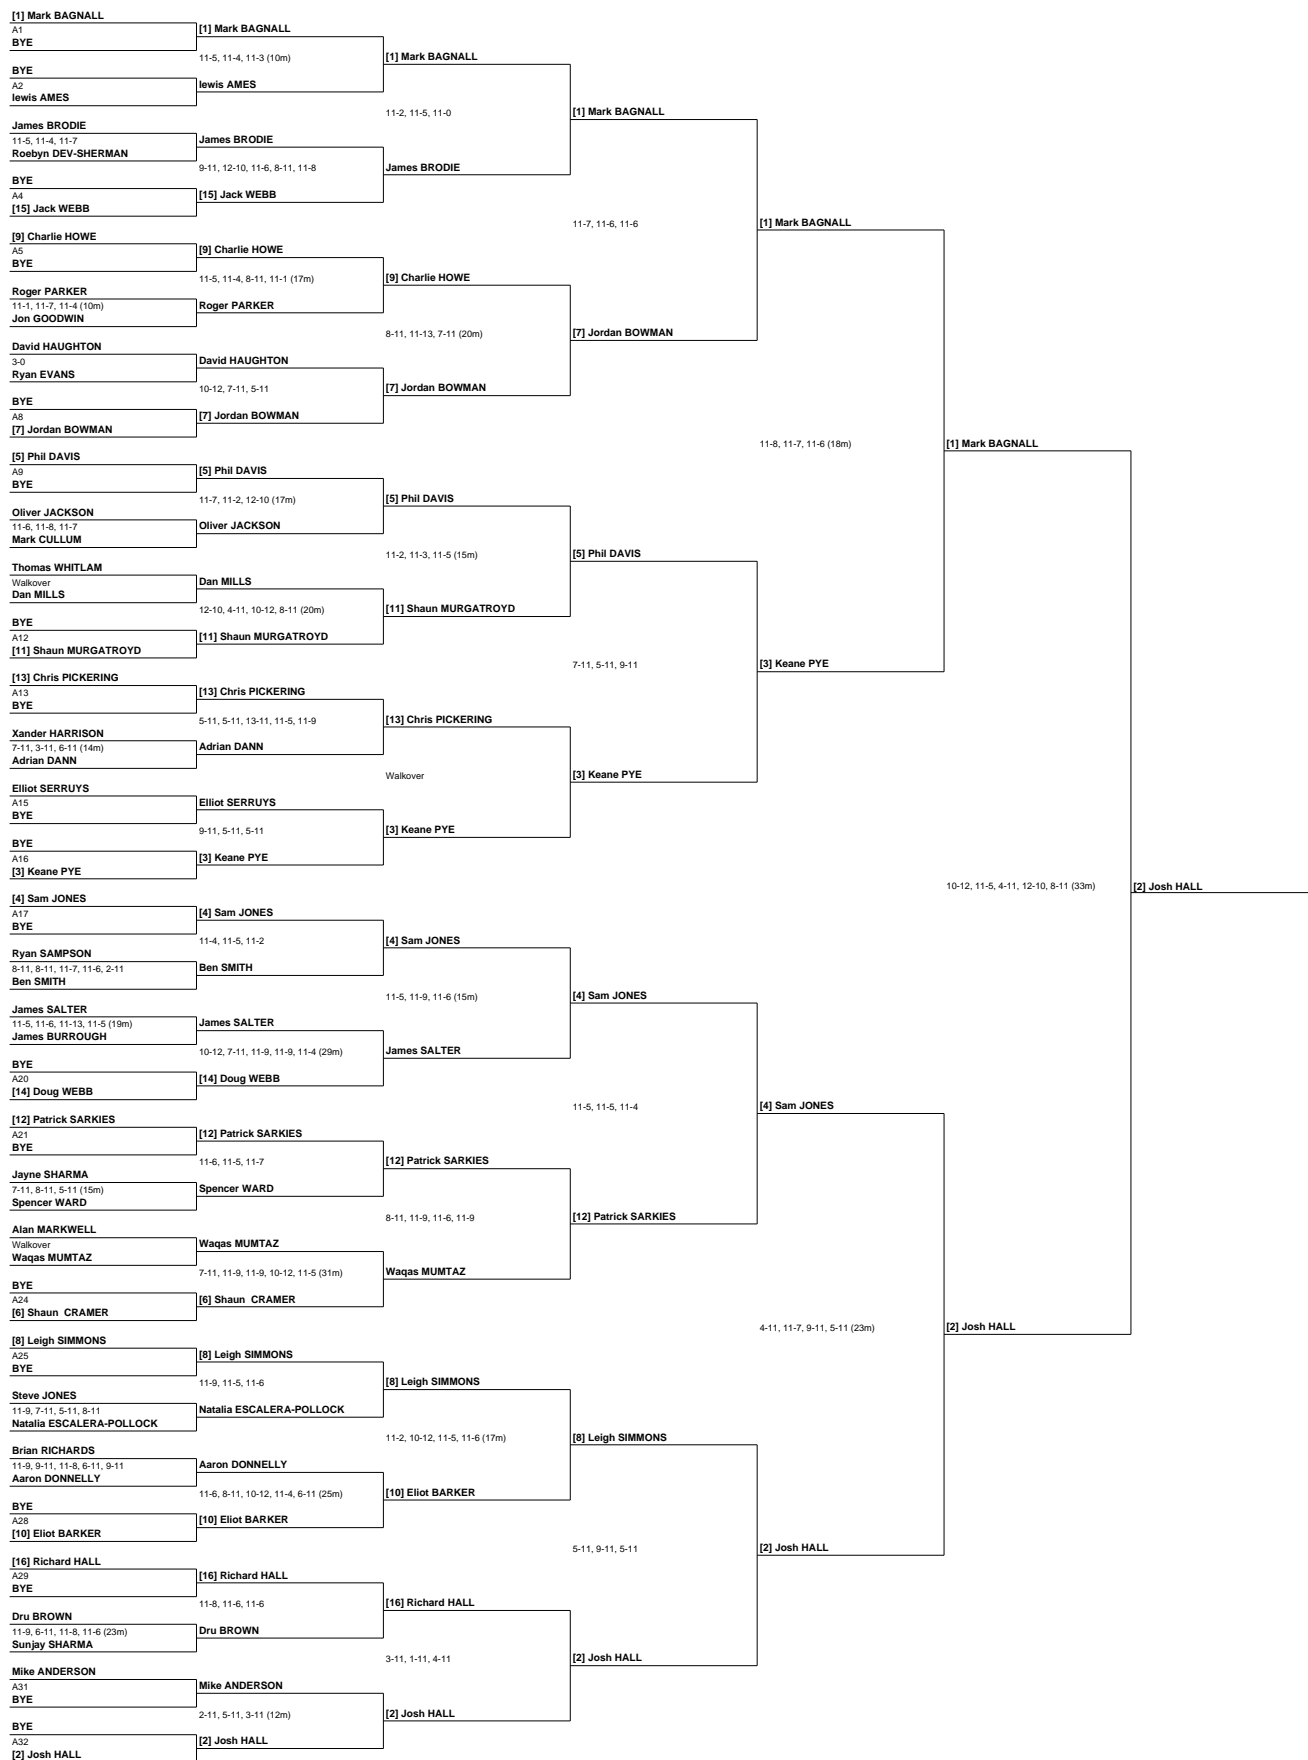 [1] Mark BAGNALL
A1
BYE
BYE
A2
lewis AMES
James BRODIE
11-5, 11-4, 11-7
Roebyn DEV-SHERMAN
BYE
A4
[15] Jack WEBB
[9] Charlie HOWE
A5
BYE
Roger PARKER
11-1, 11-7, 11-4 (10m)
Jon GOODWIN
David HAUGHTON
3-0
Ryan EVANS
BYE
A8
[7] Jordan BOWMAN
[5] Phil DAVIS
A9
BYE
Oliver JACKSON
11-6, 11-8, 11-7
Mark CULLUM
Thomas WHITLAM
Walkover
Dan MILLS
BYE
A12
[11] Shaun MURGATROYD
[13] Chris PICKERING
A13
BYE
Xander HARRISON
7-11, 3-11, 6-11 (14m)
Adrian DANN
Elliot SERRUYS
A15
BYE
BYE
A16
[3] Keane PYE
[4] Sam JONES
A17
BYE
Ryan SAMPSON
8-11, 8-11, 11-7, 11-6, 2-11
Ben SMITH
James SALTER
11-5, 11-6, 11-13, 11-5 (19m)
James BURROUGH
BYE
A20
[14] Doug WEBB
[12] Patrick SARKIES
A21
BYE
Jayne SHARMA
7-11, 8-11, 5-11 (15m)
Spencer WARD
Alan MARKWELL
Walkover
Waqas MUMTAZ
BYE
A24
[6] Shaun  CRAMER
[8] Leigh SIMMONS
A25
BYE
Steve JONES
11-9, 7-11, 5-11, 8-11
Natalia ESCALERA-POLLOCK
Brian RICHARDS
11-9, 9-11, 11-8, 6-11, 9-11
Aaron DONNELLY
BYE
A28
[10] Eliot BARKER
[16] Richard HALL
A29
BYE
Dru BROWN
11-9, 6-11, 11-8, 11-6 (23m)
Sunjay SHARMA
Mike ANDERSON
A31
BYE
BYE
A32
[2] Josh HALL
[1] Mark BAGNALL
11-5, 11-4, 11-3 (10m)
lewis AMES
James BRODIE
9-11, 12-10, 11-6, 8-11, 11-8
[15] Jack WEBB
[9] Charlie HOWE
11-5, 11-4, 8-11, 11-1 (17m)
Roger PARKER
David HAUGHTON
10-12, 7-11, 5-11
[7] Jordan BOWMAN
[5] Phil DAVIS
11-7, 11-2, 12-10 (17m)
Oliver JACKSON
Dan MILLS
12-10, 4-11, 10-12, 8-11 (20m)
[11] Shaun MURGATROYD
[13] Chris PICKERING
5-11, 5-11, 13-11, 11-5, 11-9
Adrian DANN
Elliot SERRUYS
9-11, 5-11, 5-11
[3] Keane PYE
[4] Sam JONES
11-4, 11-5, 11-2
Ben SMITH
James SALTER
10-12, 7-11, 11-9, 11-9, 11-4 (29m)
[14] Doug WEBB
[12] Patrick SARKIES
11-6, 11-5, 11-7
Spencer WARD
Waqas MUMTAZ
7-11, 11-9, 11-9, 10-12, 11-5 (31m)
[6] Shaun  CRAMER
[8] Leigh SIMMONS
11-9, 11-5, 11-6
Natalia ESCALERA-POLLOCK
Aaron DONNELLY
11-6, 8-11, 10-12, 11-4, 6-11 (25m)
[10] Eliot BARKER
[16] Richard HALL
11-8, 11-6, 11-6
Dru BROWN
Mike ANDERSON
2-11, 5-11, 3-11 (12m)
[2] Josh HALL
[1] Mark BAGNALL
11-2, 11-5, 11-0
James BRODIE
[9] Charlie HOWE
8-11, 11-13, 7-11 (20m)
[7] Jordan BOWMAN
[5] Phil DAVIS
11-2, 11-3, 11-5 (15m)
[11] Shaun MURGATROYD
[13] Chris PICKERING
Walkover
[3] Keane PYE
[4] Sam JONES
11-5, 11-9, 11-6 (15m)
James SALTER
[12] Patrick SARKIES
8-11, 11-9, 11-6, 11-9
Waqas MUMTAZ
[8] Leigh SIMMONS
11-2, 10-12, 11-5, 11-6 (17m)
[10] Eliot BARKER
[16] Richard HALL
3-11, 1-11, 4-11
[2] Josh HALL
[1] Mark BAGNALL
11-7, 11-6, 11-6
[7] Jordan BOWMAN
[5] Phil DAVIS
7-11, 5-11, 9-11
[3] Keane PYE
[4] Sam JONES
11-5, 11-5, 11-4
[12] Patrick SARKIES
[8] Leigh SIMMONS
5-11, 9-11, 5-11
[2] Josh HALL
[1] Mark BAGNALL
11-8, 11-7, 11-6 (18m)
[3] Keane PYE
[4] Sam JONES
4-11, 11-7, 9-11, 5-11 (23m)
[2] Josh HALL
[1] Mark BAGNALL
10-12, 11-5, 4-11, 12-10, 8-11 (33m)
[2] Josh HALL
[2] Josh HALL